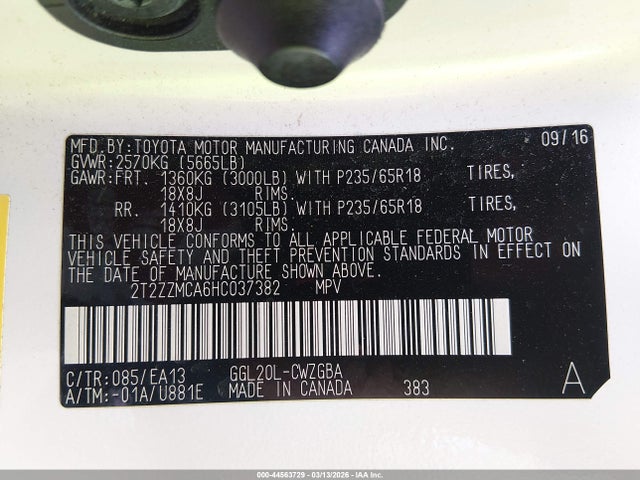 MFD.BY:TOYOTA MOTOR MANUFACTURING CANADA INC. 09/16
GVWR:2570KG (5665LB)
GAWR:FRT. 1360KG (3000LB) WITH P235/65R18 TIRES,
18X8J RIMS.
RR. 1410KG (3105LB) WITH P235/65R18 TIRES,
18X8J RIMS.
THIS VEHICLE CONFORMS TO ALL APPLICABLE FEDERAL MOTOR
VEHICLE SAFETY AND THEFT PREVENTION STANDARDS IN EFFECT ON
THE DATE OF MANUFACTURE SHOWN ABOVE.
2T2ZZMCA6HC037382 MPV
C/TR:085/EA13 GGL20L-CWZGBA
A/TM:-01A/U881E MADE IN CANADA 383 A
000-44563729 - 03/13/2026 - IAAI.COM